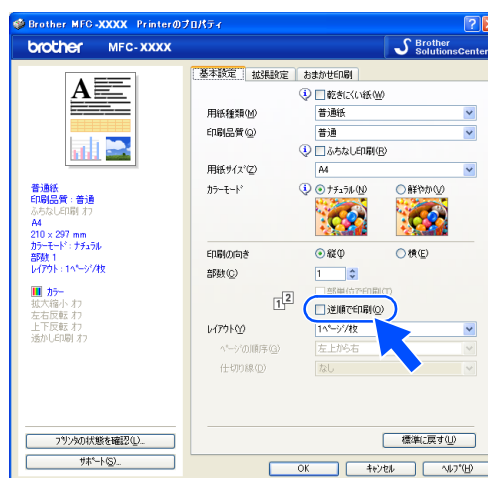 Brother MFC-XXXX Printerのプロパティ
brother MFC-XXXX
Brother
SolutionsCenter
基本設定 拡張設定 おまかせ印刷
乾きにくい紙(W)
用紙種類(M) 普通紙
印刷品質(Q) 普通
ふちなし印刷(R)
用紙サイズ(Z) A4
カラーモード ナチュラル(N) 鮮やか(V)
印刷の向き 縦(I) 横(E)
部数(C) 1
部単位で印刷(T)
逆順で印刷(O)
レイアウト(Y) 1ページ/枚
ページの順序(G) 左上から右
仕切り線(D) なし
A
普通紙
印刷品質 : 普通
ふちなし印刷 オフ
A4
210 x 297 mm
カラーモード : ナチュラル
部数 1
レイアウト : 1ページ/枚
カラー
拡大縮小 オフ
左右反転 オフ
上下反転 オフ
透かし印刷 オフ
1 2
プリンタの状態を確認(L)...
サポート(S)...
標準に戻す(U)
OK キャンセル ヘルプ(H)